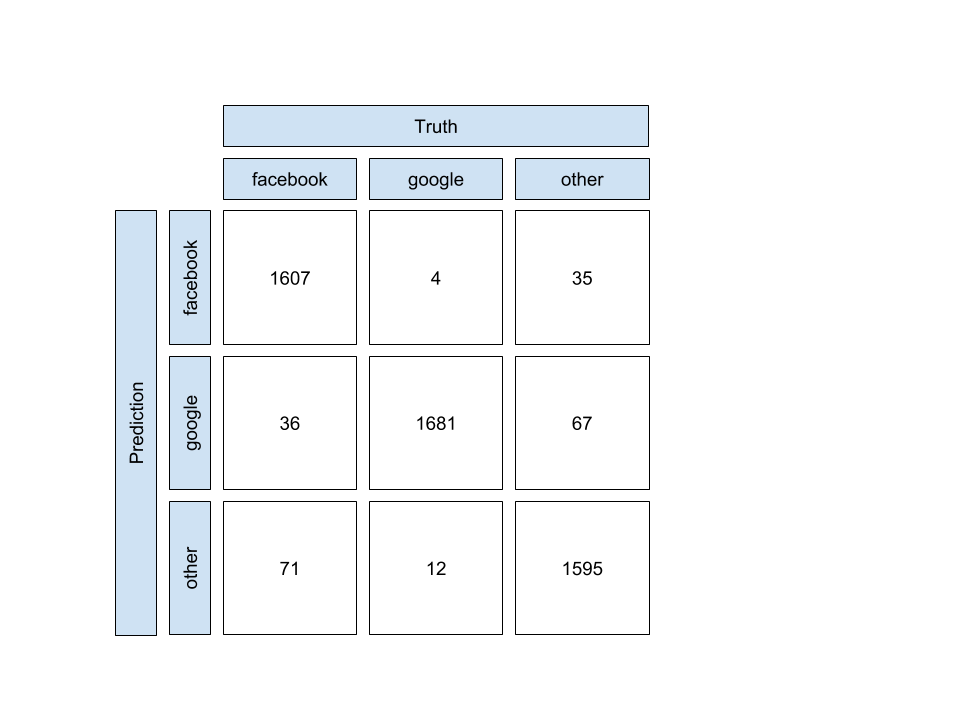 Truth
facebook google other
Prediction
facebook
1607 4 35
google
36 1681 67
other
71 12 1595